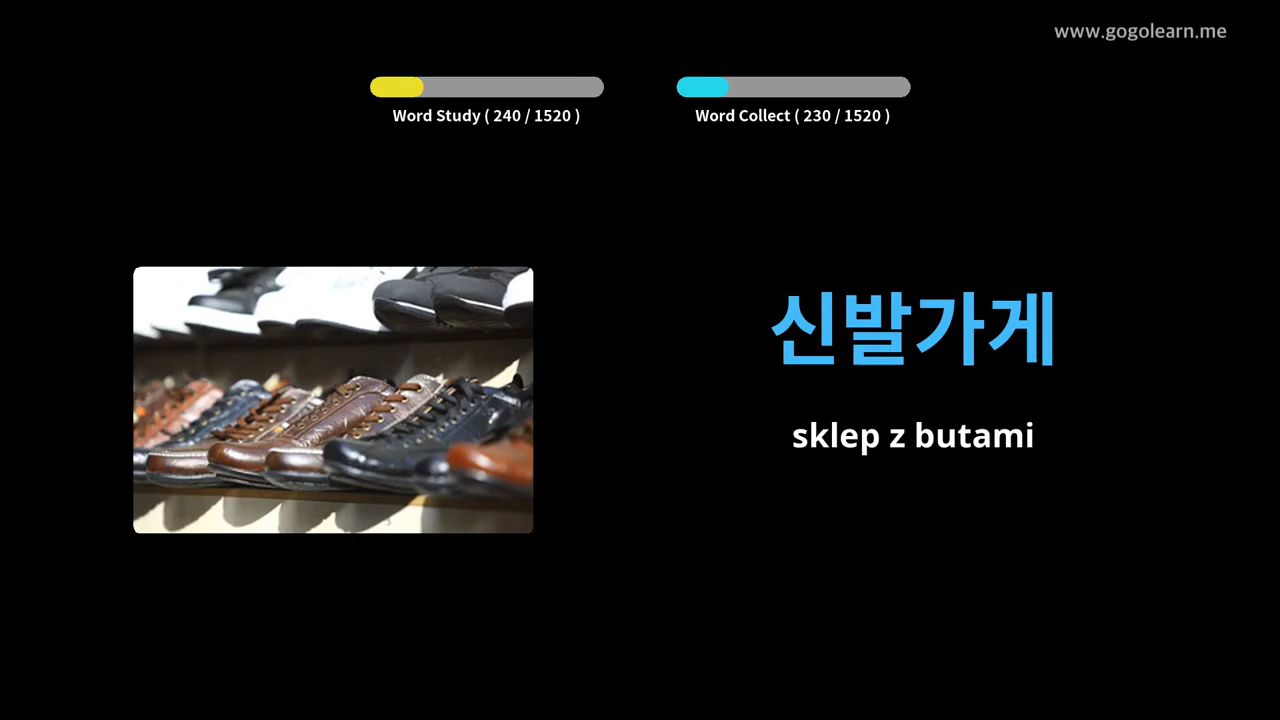 www.gogolearn.me
Word Study ( 240 / 1520 )
Word Collect ( 230 / 1520 )
신발가게
sklep z butami